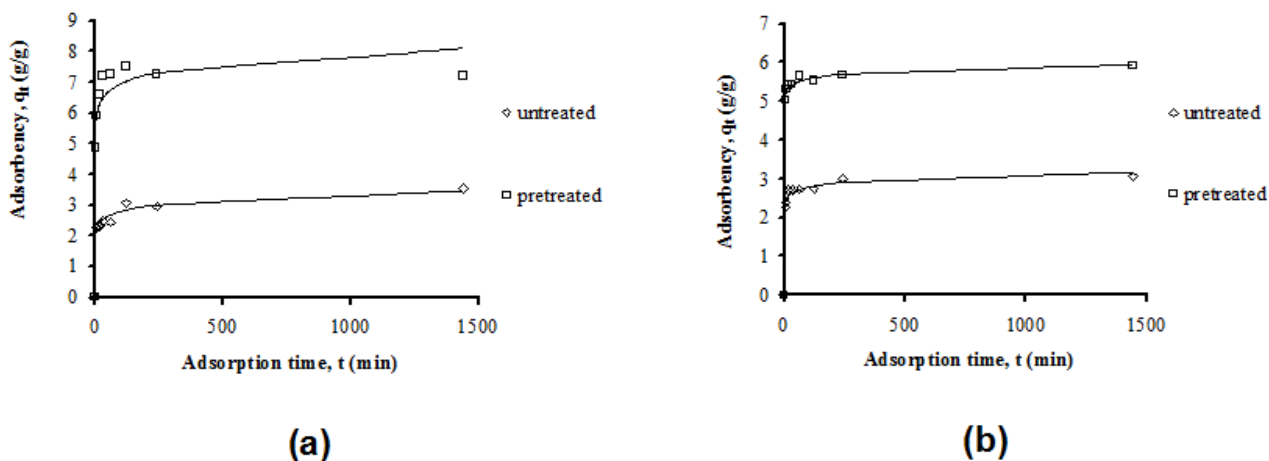 Adsorbency, qt (g/g)
9
8
7
6
5
4
3
2
1
0
0
500
1000
1500
Adsorption time, t (min)
untreated
pretreated
(a)
Adsorbency, qt (g/g)
7
6
5
4
3
2
1
0
0
500
1000
1500
Adsorption time, t (min)
untreated
pretreated
(b)